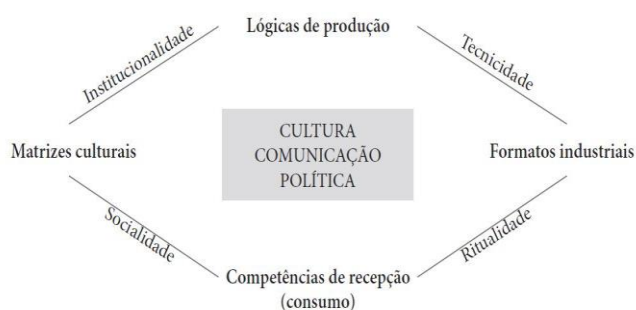 Lógicas de produção
Institucionalidade
Tecnicidade
Matrizes culturais
CULTURA
COMUNICAÇÃO
POLÍTICA
Formatos industriais
Socialidade
Ritualidade
Competências de recepção
(consumo)